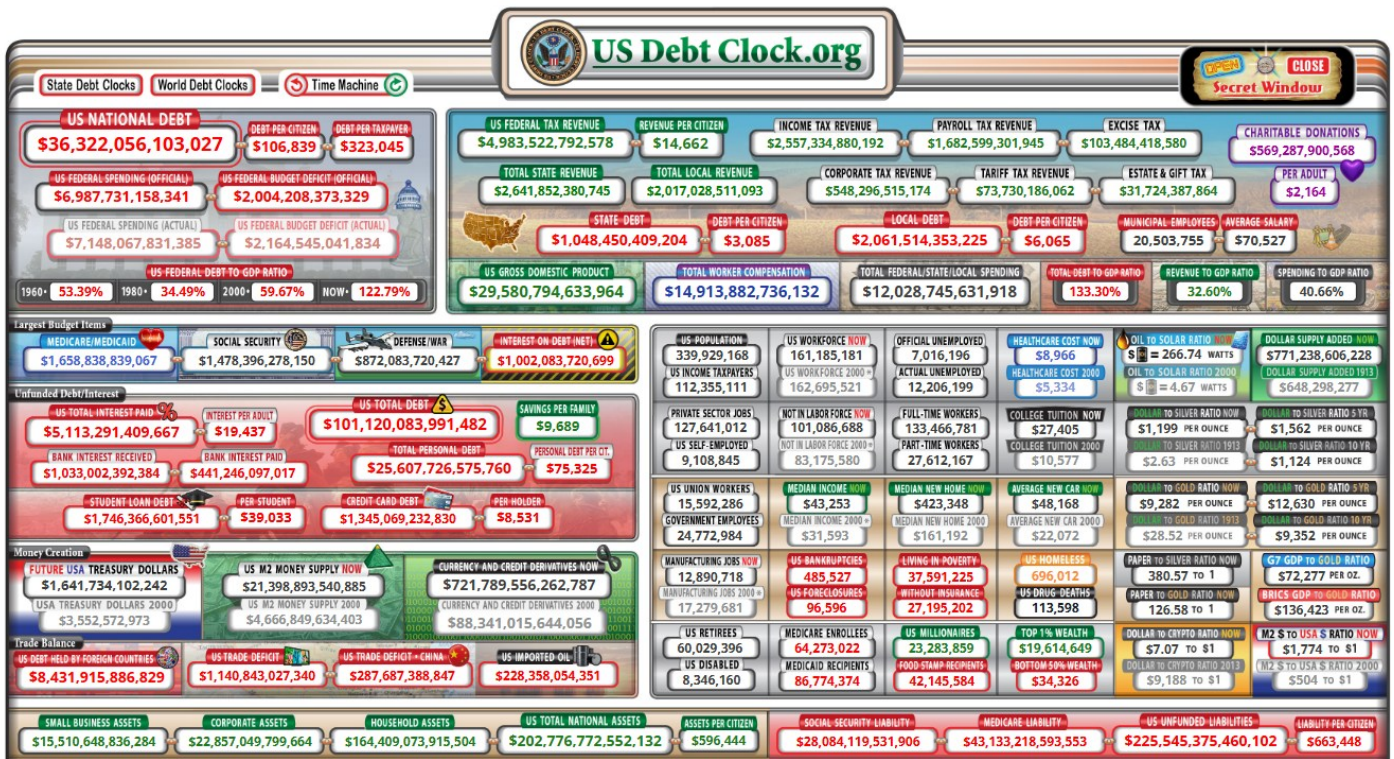 US Debt Clock.org
State Debt Clocks World Debt Clocks Time Machine
OPEN CLOSE
Secret Window
US NATIONAL DEBT
$36,322,056,103,027
DEBT PER CITIZEN
$106,839
DEBT PER TAXPAYER
$323,045
US FEDERAL SPENDING (OFFICIAL)
$6,987,731,158,341
US FEDERAL BUDGET DEFICIT (OFFICIAL)
$2,004,208,373,329
US FEDERAL SPENDING (ACTUAL)
$7,148,067,831,385
US FEDERAL BUDGET DEFICIT (ACTUAL)
$2,164,545,041,834
US FEDERAL DEBT TO GDP RATIO
1960• 53.39% 1980• 34.49% 2000• 59.67% NOW• 122.79%
US FEDERAL TAX REVENUE
$4,983,522,792,578
REVENUE PER CITIZEN
$14,662
INCOME TAX REVENUE
$2,557,334,880,192
PAYROLL TAX REVENUE
$1,682,599,301,945
EXCISE TAX
$103,484,418,580
CHARITABLE DONATIONS
$569,287,900,568
TOTAL STATE REVENUE
$2,641,852,380,745
TOTAL LOCAL REVENUE
$2,017,028,511,093
CORPORATE TAX REVENUE
$548,296,515,174
TARIFF TAX REVENUE
$73,730,186,062
ESTATE & GIFT TAX
$31,724,387,864
PER ADULT
$2,164
STATE DEBT
$1,048,450,409,204
DEBT PER CITIZEN
$3,085
LOCAL DEBT
$2,061,514,353,225
DEBT PER CITIZEN
$6,065
MUNICIPAL EMPLOYEES
20,503,755
AVERAGE SALARY
$70,527
US GROSS DOMESTIC PRODUCT
$29,580,794,633,964
TOTAL WORKER COMPENSATION
$14,913,882,736,132
TOTAL FEDERAL/STATE/LOCAL SPENDING
$12,028,745,631,918
TOTAL DEBT TO GDP RATIO
133.30%
REVENUE TO GDP RATIO
32.60%
SPENDING TO GDP RATIO
40.66%
Largest Budget Items
MEDICARE/MEDICAID
$1,658,838,839,067
SOCIAL SECURITY
$1,478,396,278,150
DEFENSE/WAR
$872,083,720,427
INTEREST ON DEBT (NET)
$1,002,083,720,699
Unfunded Debt/Interest
US TOTAL INTEREST PAID
$5,113,291,409,667
INTEREST PER ADULT
$19,437
US TOTAL DEBT
$101,120,083,991,482
SAVINGS PER FAMILY
$9,689
BANK INTEREST RECEIVED
$1,033,002,392,384
BANK INTEREST PAID
$441,246,097,017
TOTAL PERSONAL DEBT
$25,607,726,575,760
PERSONAL DEBT PER CIT.
$75,325
STUDENT LOAN DEBT
$1,746,366,601,551
PER STUDENT
$39,033
CREDIT CARD DEBT
$1,345,069,232,830
PER HOLDER
$8,531
Money Creation
FUTURE USA TREASURY DOLLARS
$1,641,734,102,242
USA TREASURY DOLLARS 2000
$3,552,572,973
US M2 MONEY SUPPLY NOW
$21,398,893,540,885
US M2 MONEY SUPPLY 2000
$4,666,849,634,403
CURRENCY AND CREDIT DERIVATIVES NOW
$721,789,556,262,787
CURRENCY AND CREDIT DERIVATIVES 2000
$88,341,015,644,056
Trade Balance
US DEBT HELD BY FOREIGN COUNTRIES
$8,431,915,886,829
US TRADE DEFICIT
$1,140,843,027,340
US TRADE DEFICIT • CHINA
$287,687,388,847
US IMPORTED OIL
$228,358,054,351
US POPULATION
339,929,168
US INCOME TAXPAYERS
112,355,111
US WORKFORCE NOW
161,185,181
US WORKFORCE 2000
162,695,521
OFFICIAL UNEMPLOYED
7,016,196
ACTUAL UNEMPLOYED
12,206,199
HEALTHCARE COST NOW
$8,966
HEALTHCARE COST 2000
$5,334
OIL TO SOLAR RATIO NOW
$ = 266.74 WATTS
OIL TO SOLAR RATIO 2000
$ = 4.67 WATTS
DOLLAR SUPPLY ADDED NOW
$771,238,606,228
DOLLAR SUPPLY ADDED 1913
$648,298,277
PRIVATE SECTOR JOBS
127,641,012
US SELF-EMPLOYED
9,108,845
NOT IN LABOR FORCE NOW
101,086,688
NOT IN LABOR FORCE 2000
83,175,580
FULL-TIME WORKERS
133,466,781
PART-TIME WORKERS
27,612,167
COLLEGE TUITION NOW
$27,405
COLLEGE TUITION 2000
$10,577
DOLLAR TO SILVER RATIO NOW
$1,199 PER OUNCE
DOLLAR TO SILVER RATIO 1913
$2.63 PER OUNCE
DOLLAR TO SILVER RATIO 5 YR
$1,562 PER OUNCE
DOLLAR TO SILVER RATIO 10 YR
$1,124 PER OUNCE
US UNION WORKERS
15,592,286
GOVERNMENT EMPLOYEES
24,772,984
MEDIAN INCOME NOW
$43,253
MEDIAN INCOME 2000
$31,593
MEDIAN NEW HOME NOW
$423,348
MEDIAN NEW HOME 2000
$161,192
AVERAGE NEW CAR NOW
$48,168
AVERAGE NEW CAR 2000
$22,072
DOLLAR TO GOLD RATIO NOW
$9,282 PER OUNCE
DOLLAR TO GOLD RATIO 1913
$28.52 PER OUNCE
DOLLAR TO GOLD RATIO 5 YR
$12,630 PER OUNCE
DOLLAR TO GOLD RATIO 10 YR
$9,352 PER OUNCE
MANUFACTURING JOBS NOW
12,890,718
MANUFACTURING JOBS 2000
17,279,681
US BANKRUPTCIES
485,527
US FORECLOSURES
96,596
LIVING IN POVERTY
37,591,225
WITHOUT INSURANCE
27,195,202
US HOMELESS
696,012
US DRUG DEATHS
113,598
PAPER TO SILVER RATIO NOW
380.57 TO 1
PAPER TO GOLD RATIO NOW
126.58 TO 1
G7 GDP TO GOLD RATIO
$72,277 PER OZ.
BRICS GDP TO GOLD RATIO
$136,423 PER OZ.
US RETIREES
60,029,396
US DISABLED
8,346,160
MEDICARE ENROLLEES
64,273,022
MEDICAID RECIPIENTS
86,774,374
US MILLIONAIRES
23,283,859
FOOD STAMP RECIPIENTS
42,145,584
TOP 1% WEALTH
$19,614,649
BOTTOM 50% WEALTH
$34,326
DOLLAR TO CRYPTO RATIO NOW
$7.07 TO $1
DOLLAR TO CRYPTO RATIO 2013
$9,188 TO $1
M2 $ TO USA $ RATIO NOW
$1,774 TO $1
M2 $ TO USA $ RATIO 2000
$504 TO $1
SMALL BUSINESS ASSETS
$15,510,648,836,284
CORPORATE ASSETS
$22,857,049,799,664
HOUSEHOLD ASSETS
$164,409,073,915,504
US TOTAL NATIONAL ASSETS
$202,776,772,552,132
ASSETS PER CITIZEN
$596,444
SOCIAL SECURITY LIABILITY
$28,084,119,531,906
MEDICARE LIABILITY
$43,133,218,593,553
US UNFUNDED LIABILITIES
$225,545,375,460,102
LIABILITY PER CITIZEN
$663,448